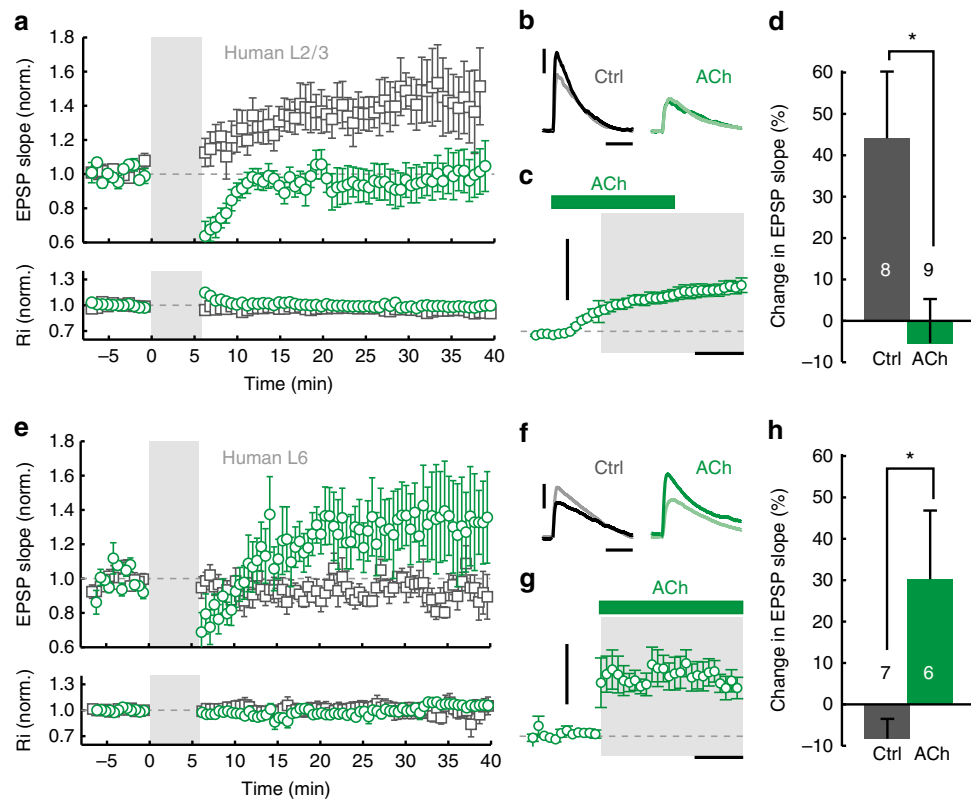 a
EPSP slope (norm.)
1.8
1.6
1.4
1.2
1.0
0.8
0.6
Human L2/3
Ri (norm.)
1.3
1.0
0.7
−5 0 5 10 15 20 25 30 35 40
Time (min)
b
Ctrl
ACh
c
ACh
d
Change in EPSP slope (%)
60
50
40
30
20
10
0
−10
*
8
9
Ctrl ACh
e
EPSP slope (norm.)
1.8
1.6
1.4
1.2
1.0
0.8
0.6
Human L6
Ri (norm.)
1.3
1.0
0.7
−5 0 5 10 15 20 25 30 35 40
Time (min)
f
Ctrl
ACh
g
ACh
h
Change in EPSP slope (%)
60
50
40
30
20
10
0
−10
*
7
6
Ctrl ACh